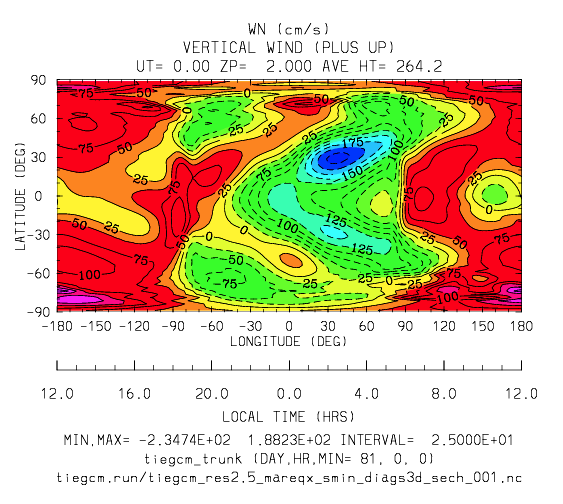 WN (cm/s)
VERTICAL WIND (PLUS UP)
UT= 0.00 ZP=  2.000 AVE HT= 264.2
90
60
30
0
-30
-60
-90
LATITUDE (DEG)
-180 -150 -120 -90 -60 -30 0 30 60 90 120 150 180
LONGITUDE (DEG)
12.0 16.0 20.0 0.0 4.0 8.0 12.0
LOCAL TIME (HRS)
MIN,MAX= -2.3474E+02  1.8823E+02 INTERVAL=  2.5000E+01
tiegcm_trunk (DAY,HR,MIN= 81, 0, 0)
tiegcm.run/tiegcm_res2.5_mareqx_smin_diags3d_sech_001.nc